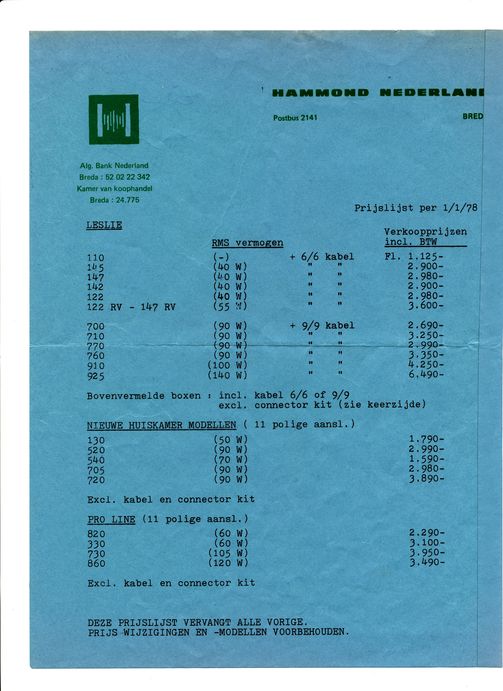 HAMMOND NEDERLAN
Postbus 2141 BRED
Alg. Bank Nederland
Breda : 52 02 22 342
Kamer van koophandel
Breda : 24.775
Prijslijst per 1/1/78
LESLIE
Verkoopprijzen
RMS vermogen incl. BTW
110 (-) + 6/6 kabel Fl. 1.125-
145 (40 W) " " 2.900-
147 (40 W) " " 2.980-
142 (40 W) " " 2.900-
122 (40 W) " " 2.980-
122 RV - 147 RV (55 W) " " 3.600-
700 (90 W) + 9/9 kabel 2.690-
710 (90 W) " " 3.250-
770 (90 W) " " 2.990-
760 (90 W) " " 3.350-
910 (100 W) " " 4.250-
925 (140 W) " " 6.490-
Bovenvermelde boxen : incl. kabel 6/6 of 9/9
excl. connector kit (zie keerzijde)
NIEUWE HUISKAMER MODELLEN ( 11 polige aansl.)
130 (50 W) 1.790-
520 (90 W) 2.990-
540 (70 W) 1.590-
705 (90 W) 2.980-
720 (90 W) 3.890-
Excl. kabel en connector kit
PRO LINE (11 polige aansl.)
820 (60 W) 2.290-
330 (60 W) 3.100-
730 (105 W) 3.950-
860 (120 W) 3.490-
Excl. kabel en connector kit
DEZE PRIJSLIJST VERVANGT ALLE VORIGE.
PRIJS-WIJZIGINGEN EN -MODELLEN VOORBEHOUDEN.